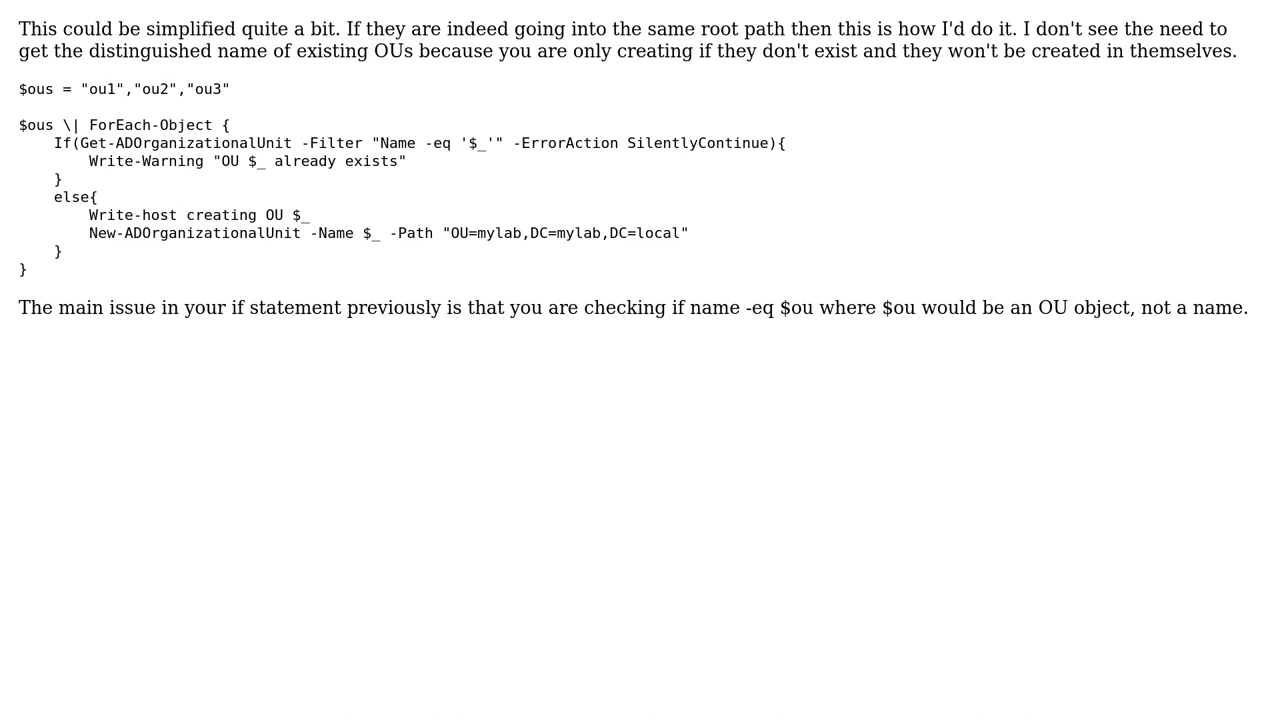 This could be simplified quite a bit. If they are indeed going into the same root path then this is how I'd do it. I don't see the need to
get the distinguished name of existing OUs because you are only creating if they don't exist and they won't be created in themselves.
$ous = "ou1","ou2","ou3"
$ous \| ForEach-Object {
    If(Get-ADOrganizationalUnit -Filter "Name -eq '$_'" -ErrorAction SilentlyContinue){
        Write-Warning "OU $_ already exists"
    }
    else{
        Write-host creating OU $_
        New-ADOrganizationalUnit -Name $_ -Path "OU=mylab,DC=mylab,DC=local"
    }
}
The main issue in your if statement previously is that you are checking if name -eq $ou where $ou would be an OU object, not a name.